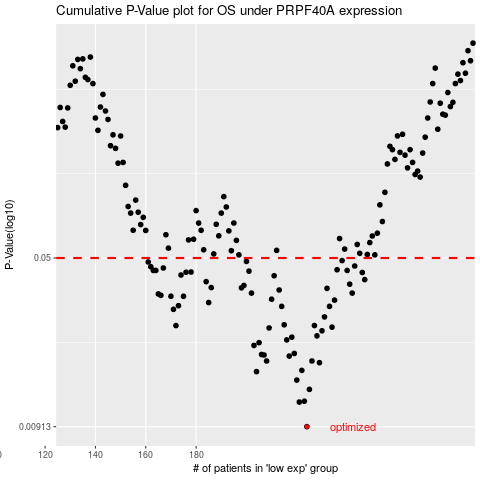 Cumulative P-Value plot for OS under PRPF40A expression
P-Value(log10)
0.05
0.00913
optimized
0
120
140
160
180
# of patients in 'low exp' group